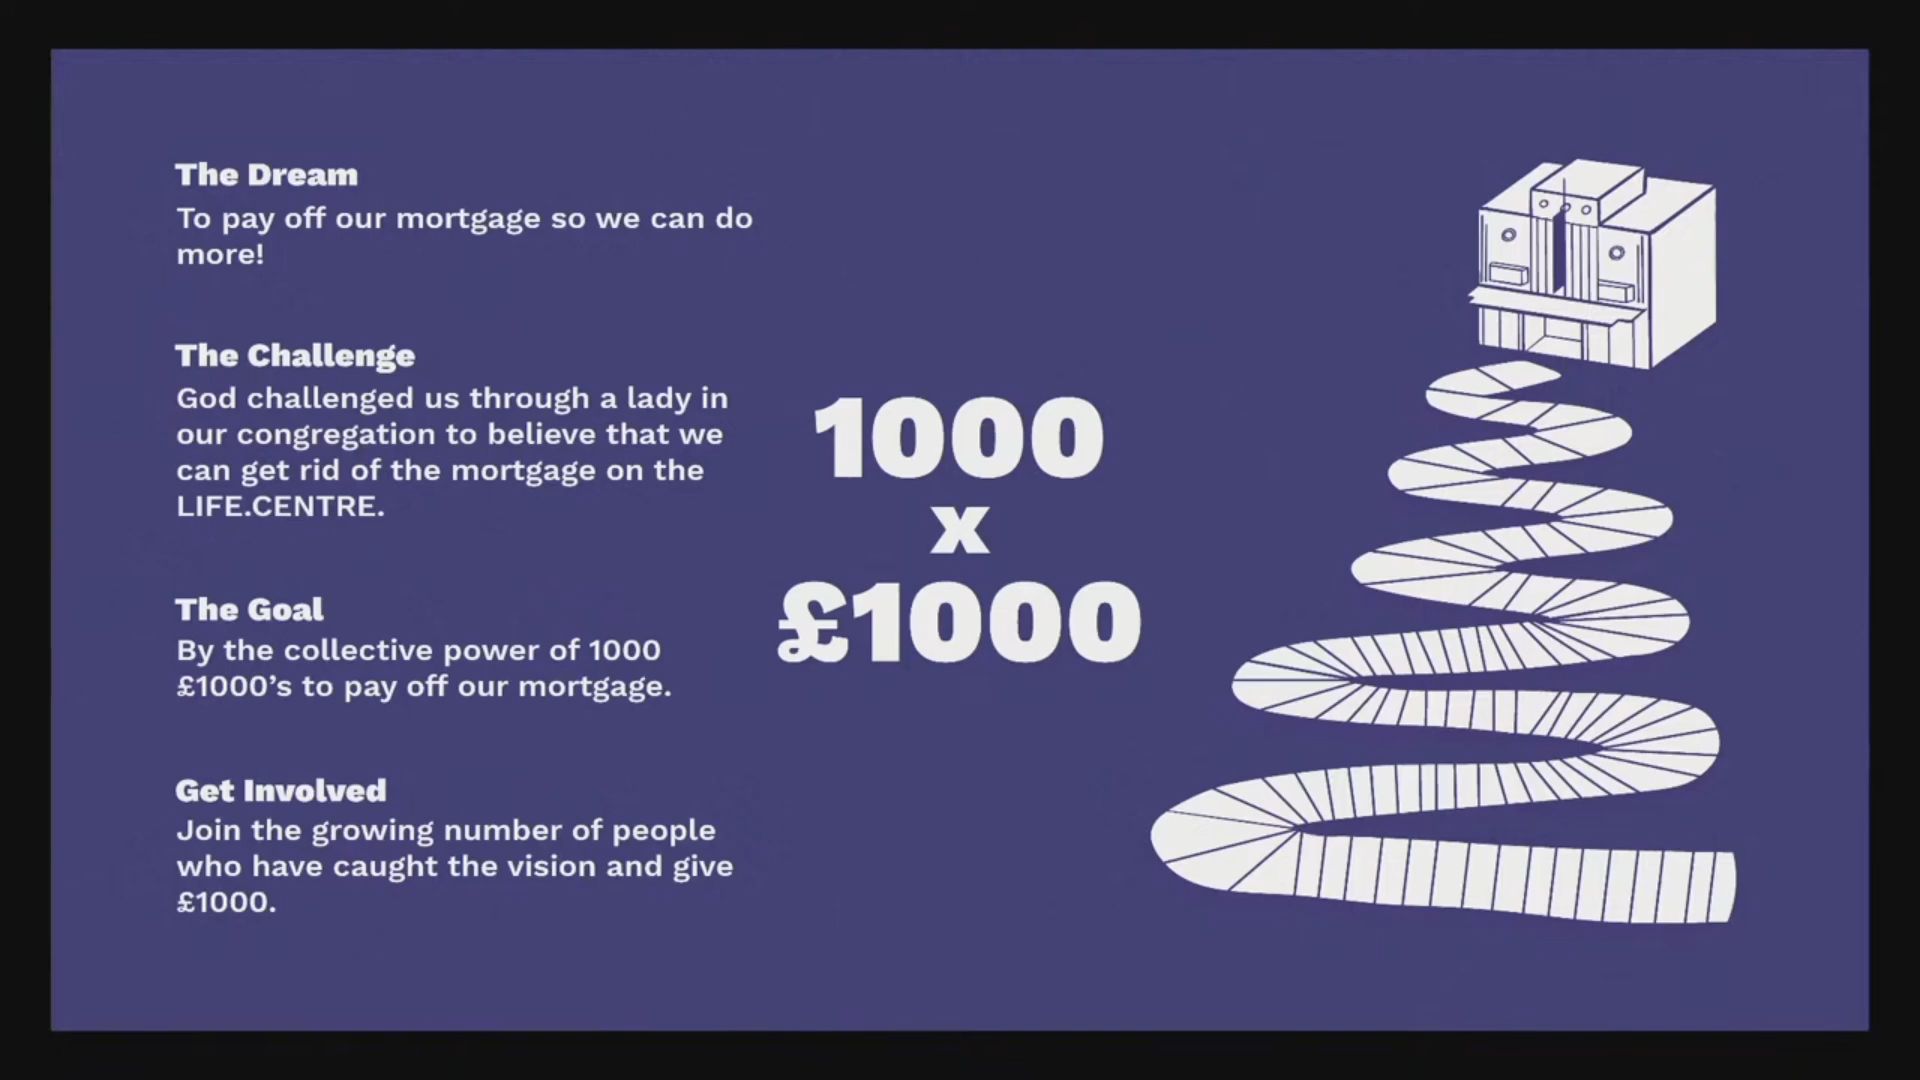 The Dream
To pay off our mortgage so we can do
more!
The Challenge
God challenged us through a lady in
our congregation to believe that we
can get rid of the mortgage on the
LIFE.CENTRE.
The Goal
By the collective power of 1000
£1000’s to pay off our mortgage.
Get Involved
Join the growing number of people
who have caught the vision and give
£1000.
1000
x
£1000